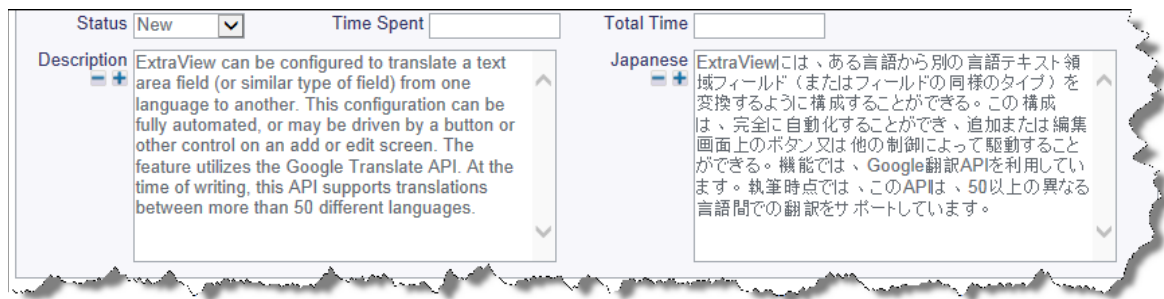 Status New Time Spent Total Time
Description
ExtraView can be configured to translate a text
area field (or similar type of field) from one
language to another. This configuration can be
fully automated, or may be driven by a button or
other control on an add or edit screen. The
feature utilizes the Google Translate API. At the
time of writing, this API supports translations
between more than 50 different languages.
Japanese
ExtraViewには、ある言語から別の言語テキスト領
域フィールド（またはフィールドの同様のタイプ）を
変換するように構成することができる。この構成
は、完全に自動化することができ、追加または編集
画面上のボタン又は他の制御によって駆動すること
ができる。機能では、Google翻訳APIを利用してい
ます。執筆時点では、このAPIは、50以上の異なる
言語間での翻訳をサポートしています。